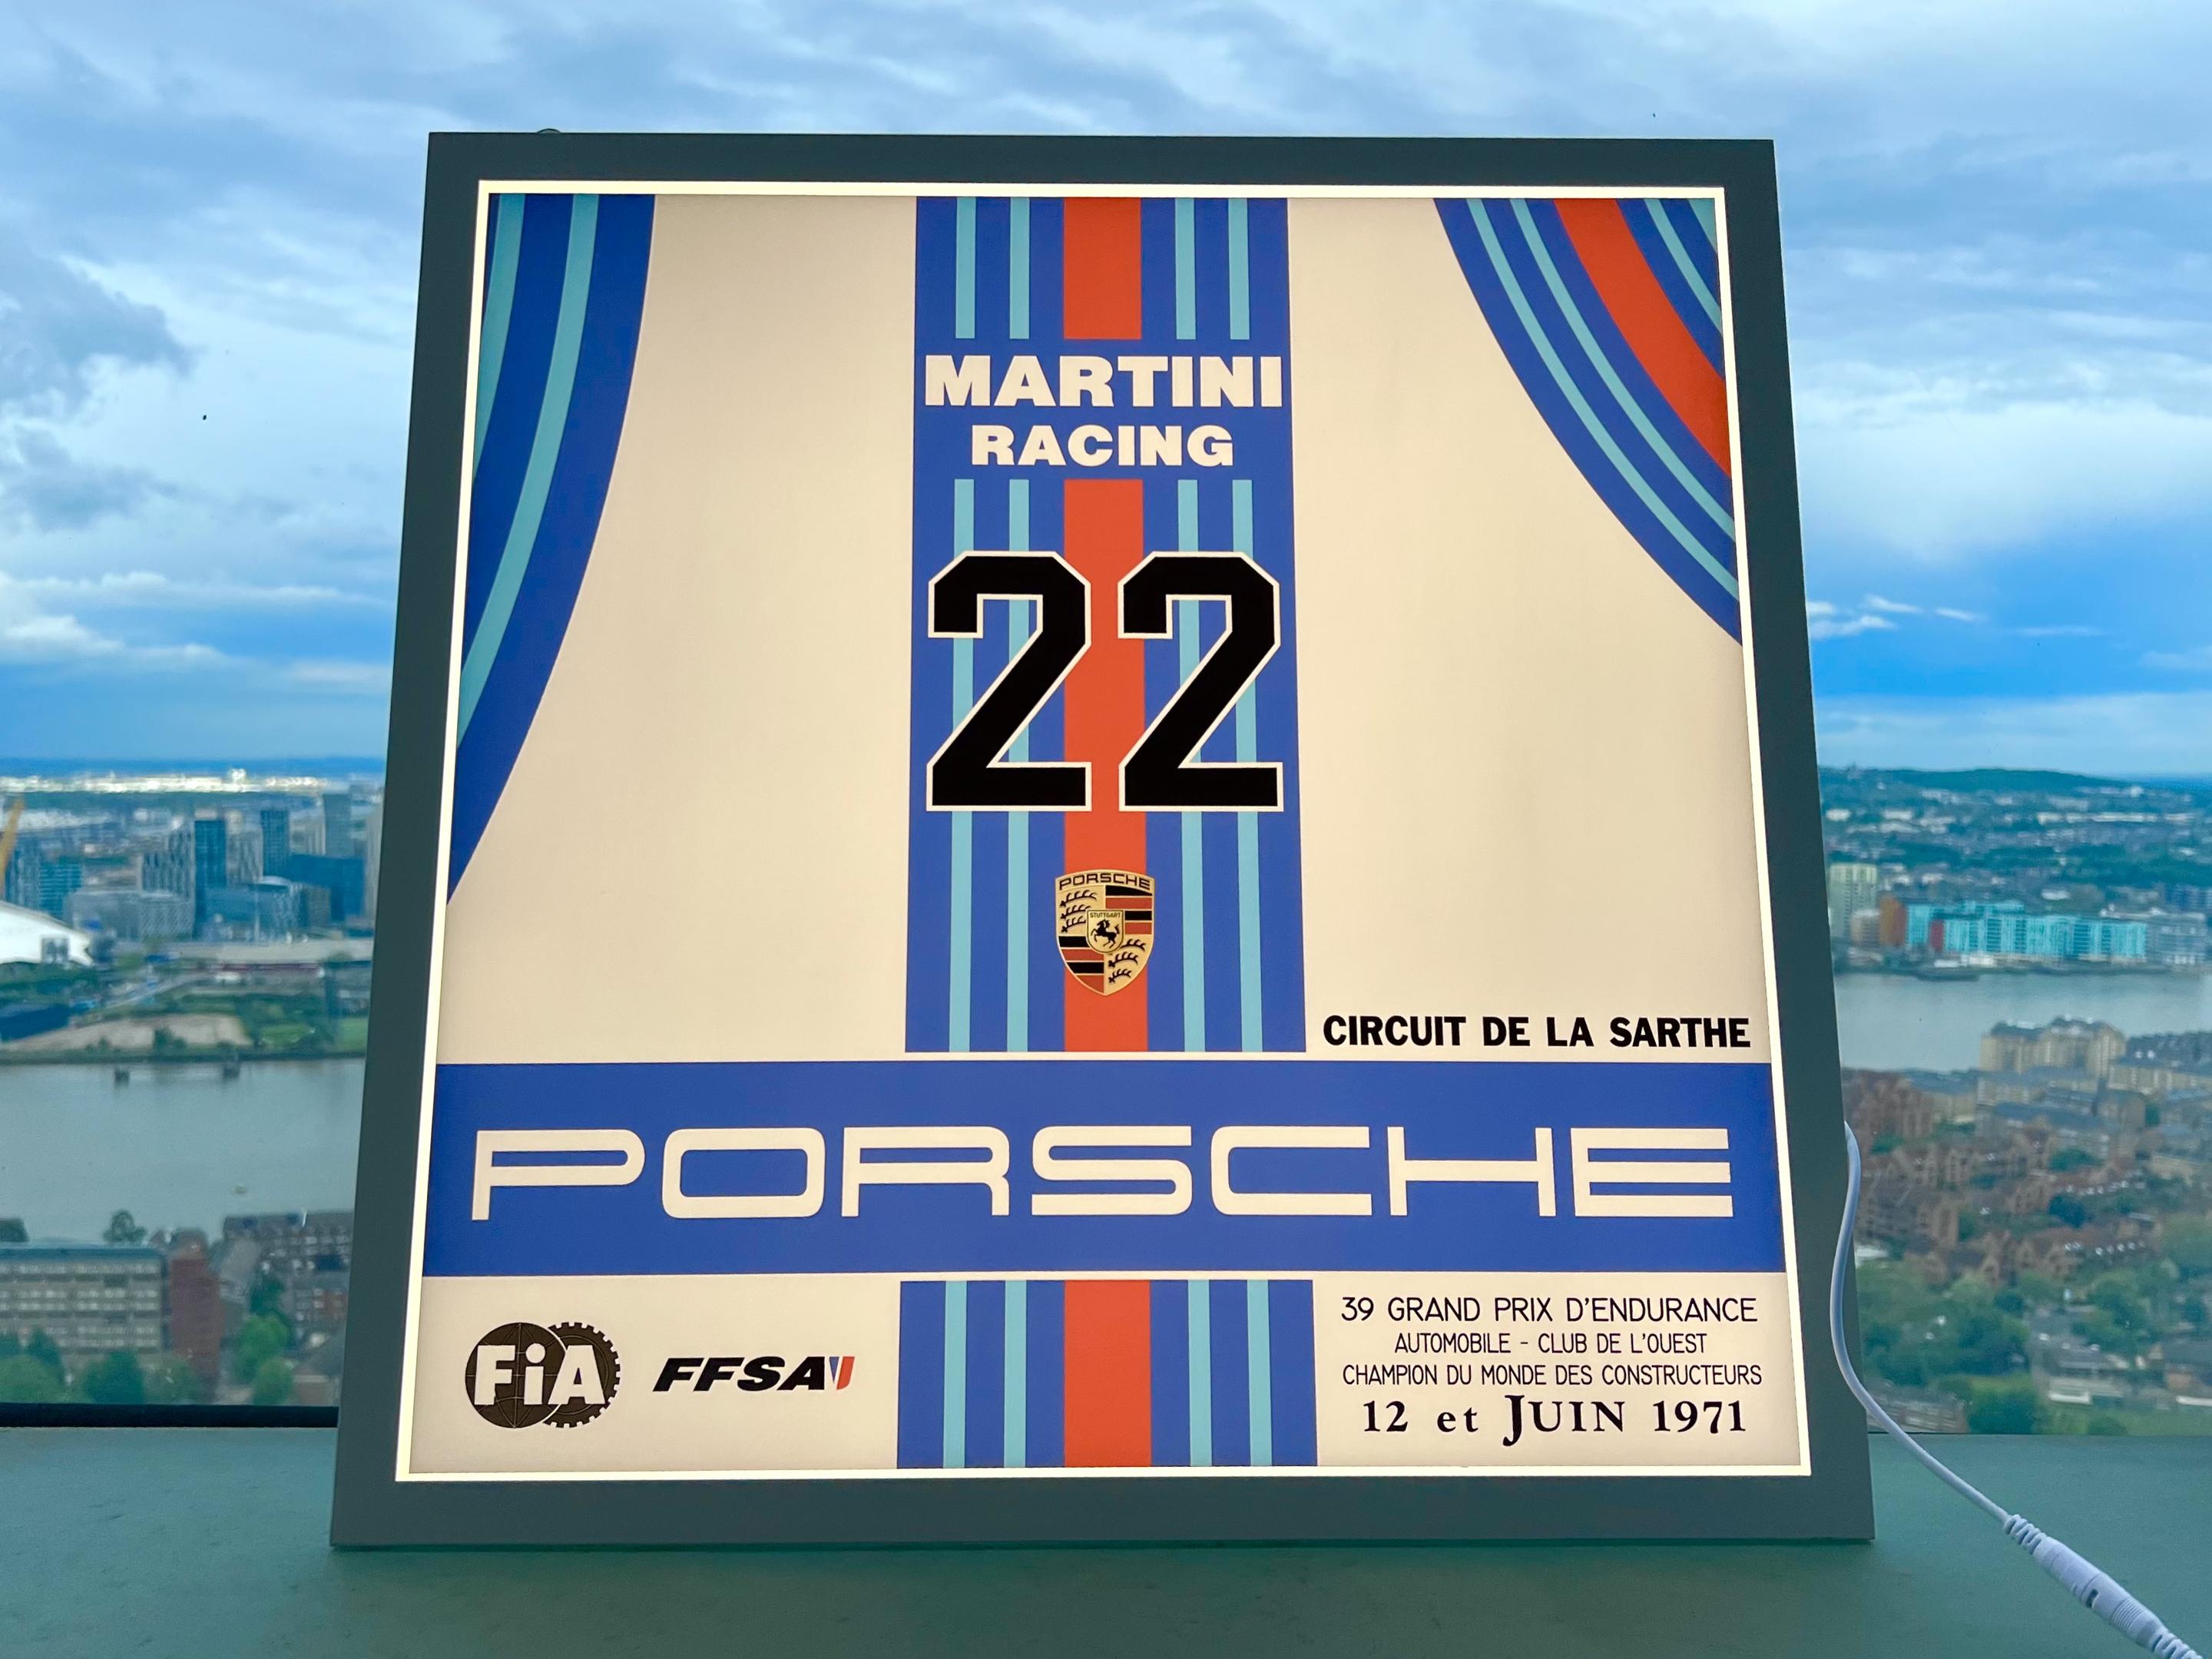 MARTINI
RACING
22
PORSCHE
STUTTGART
CIRCUIT DE LA SARTHE
PORSCHE
FiA
FFSA
39 GRAND PRIX D'ENDURANCE
AUTOMOBILE - CLUB DE L'OUEST
CHAMPION DU MONDE DES CONSTRUCTEURS
12 et JUIN 1971